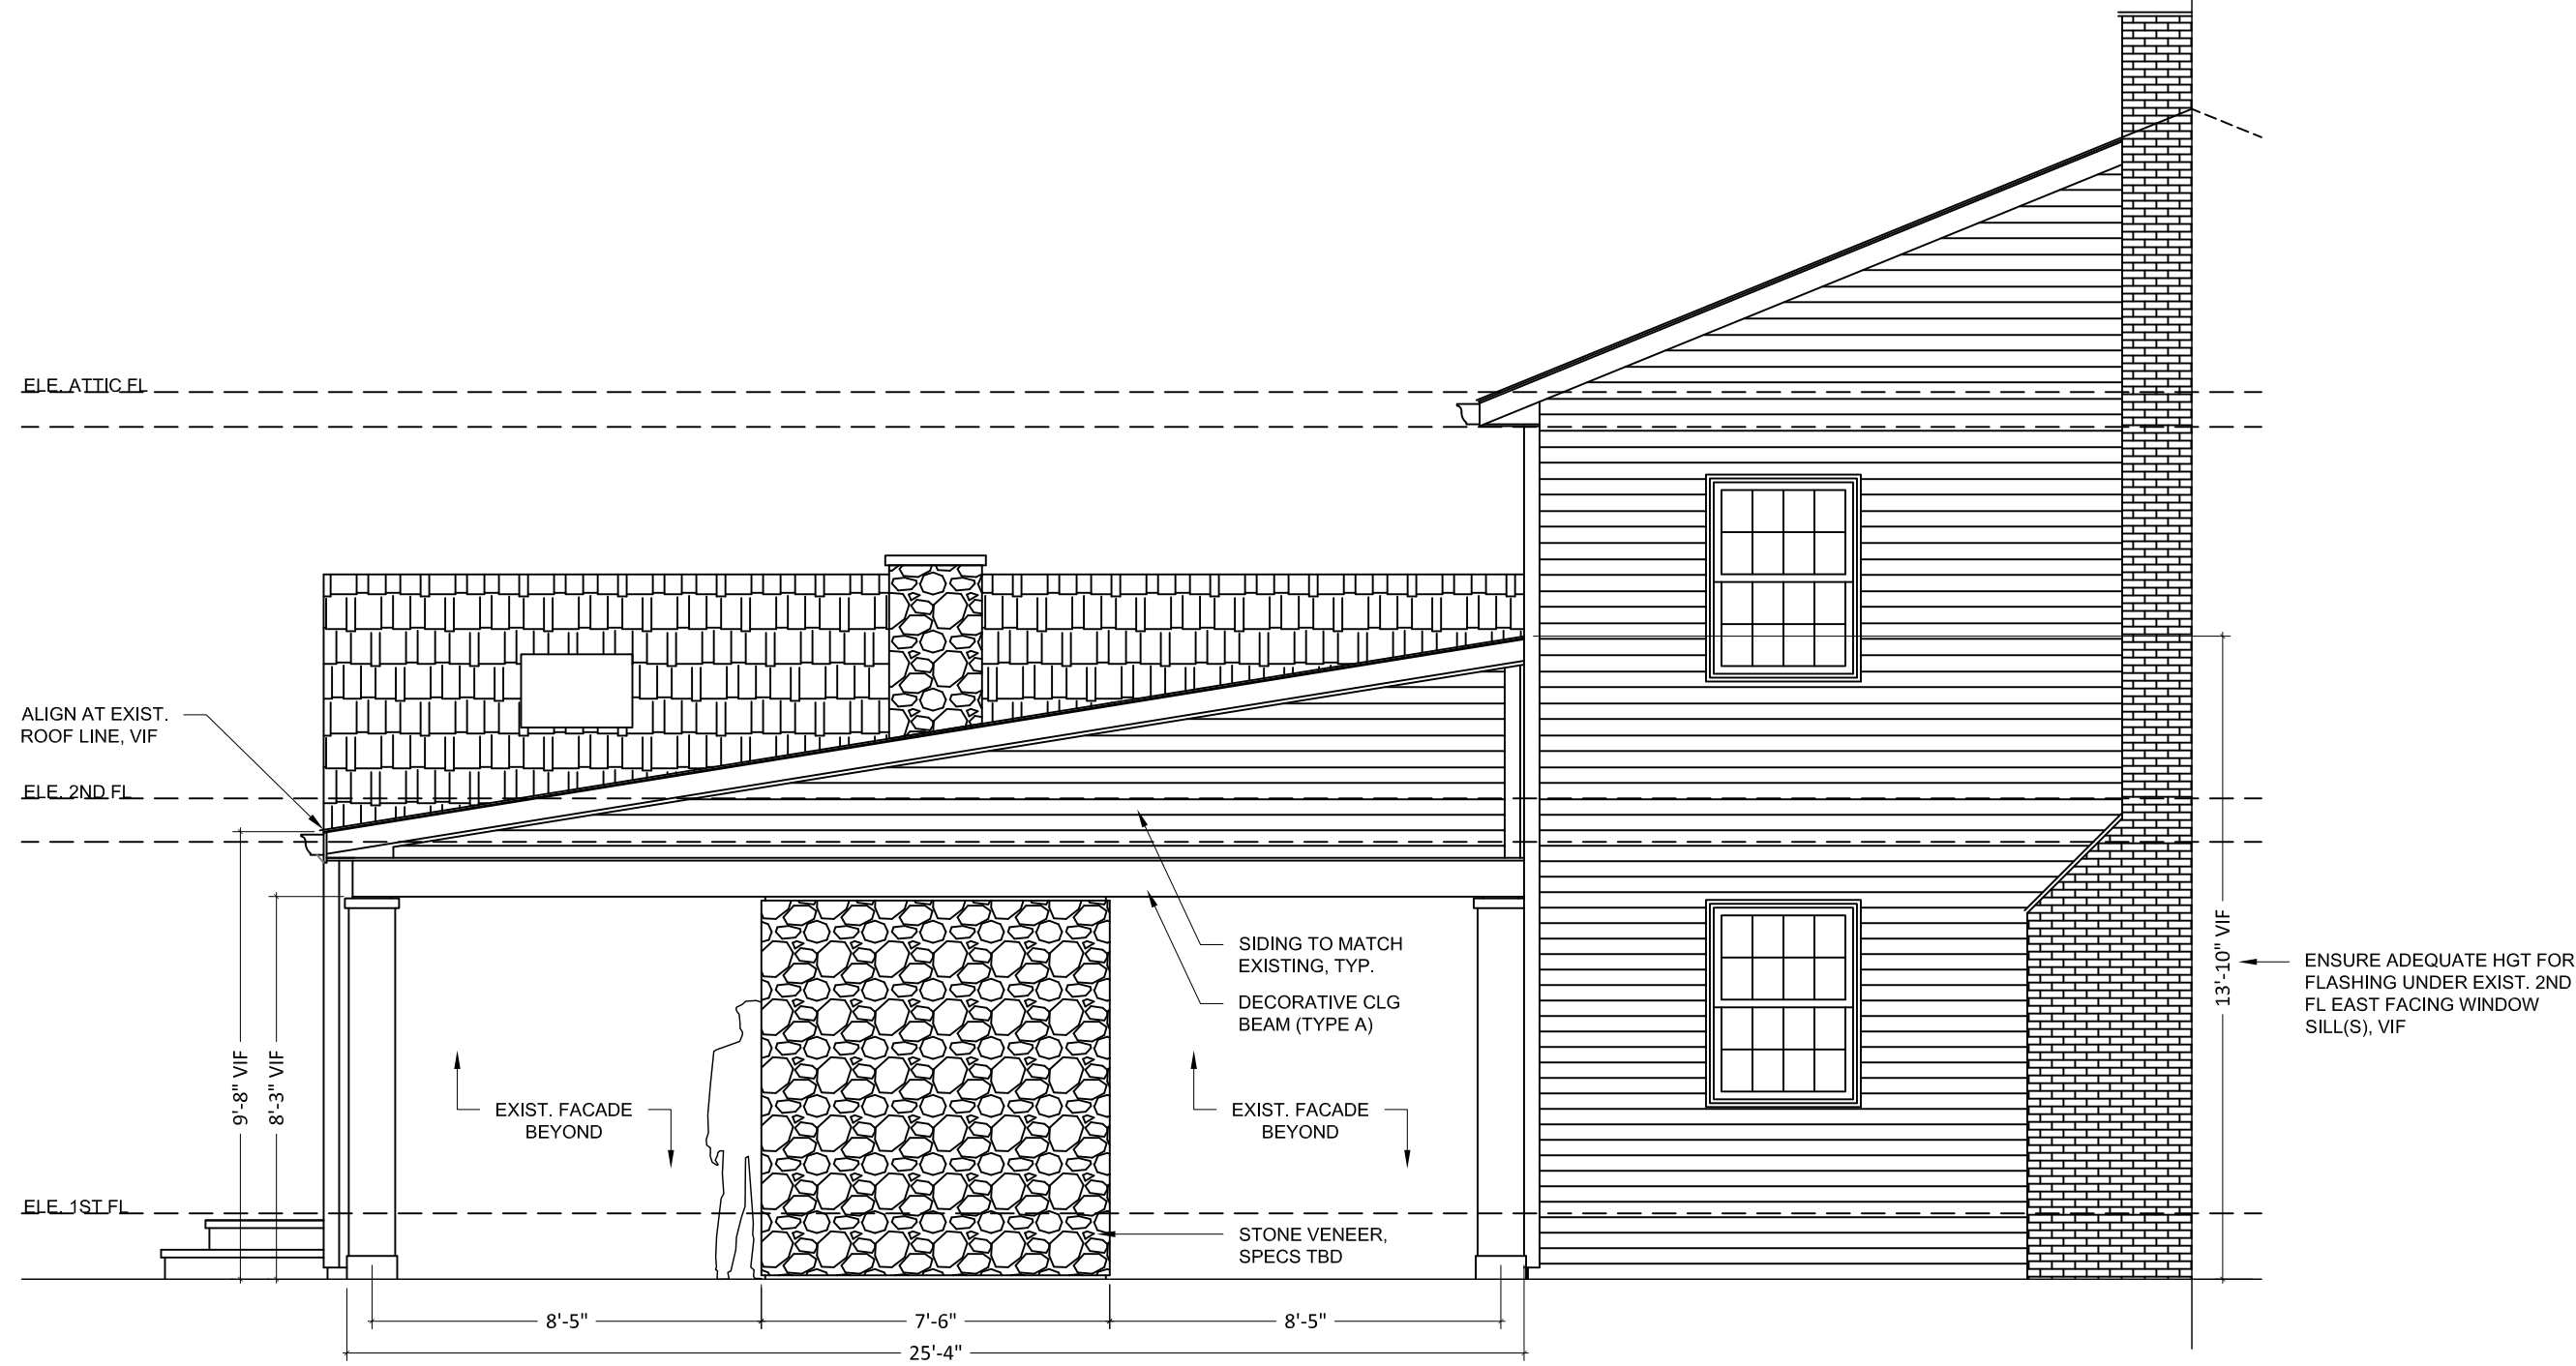 ELE. ATTIC FL
ALIGN AT EXIST.
ROOF LINE, VIF
ELE. 2ND FL
SIDING TO MATCH
EXISTING, TYP.
DECORATIVE CLG
BEAM (TYPE A)
13'-10" VIF
ENSURE ADEQUATE HGT FOR
FLASHING UNDER EXIST. 2ND
FL EAST FACING WINDOW
SILL(S), VIF
9'-8" VIF
8'-3" VIF
EXIST. FACADE
BEYOND
EXIST. FACADE
BEYOND
ELE. 1ST FL
STONE VENEER,
SPECS TBD
8'-5"
7'-6"
8'-5"
25'-4"